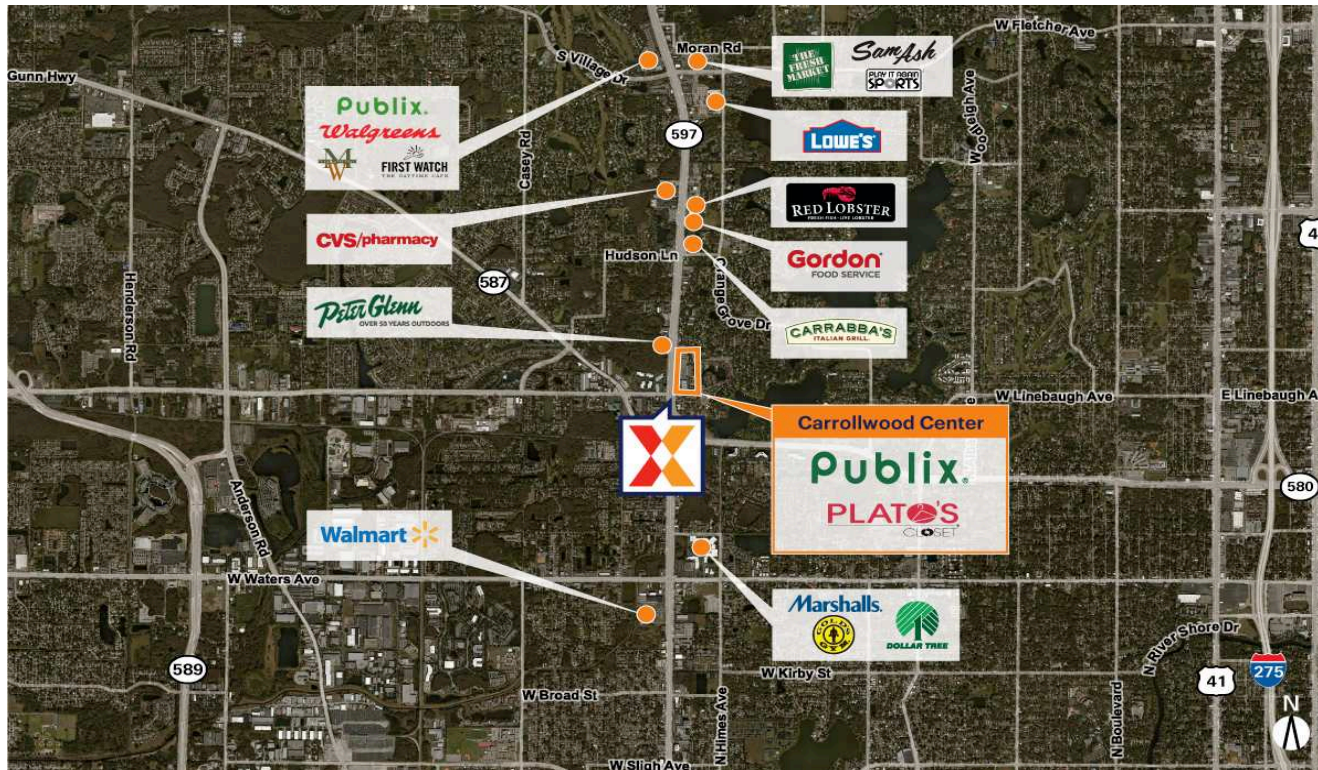 Gunn Hwy
S Village Dr
Moran Rd
W Fletcher Ave
THE
FRESH
MARKET
Sam Ash
PLAY IT AGAIN
SPORTS
Publix.
Walgreens
MW
FIRST WATCH
THE DAYTIME CAFE
597
LOWE'S
Casey Rd
Woodleigh Ave
RED LOBSTER
FRESH FISH • LIVE LOBSTER
CVS/pharmacy
Hudson Ln
Gordon
FOOD SERVICE
4
Henderson Rd
587
Orange Grove Dr
Peter Glenn
OVER 50 YEARS OUTDOORS
CARRABBA'S
ITALIAN GRILL
W Linebaugh Ave
E Linebaugh A
Carrollwood Center
Publix.
PLATO'S
CLOSET
580
Anderson Rd
Walmart
W Waters Ave
Marshalls.
GOLD'S
GYM
DOLLAR TREE
N River Shore Dr
589
W Kirby St
41
275
W Broad St
N Himes Ave
N Boulevard
N
W Sligh Ave